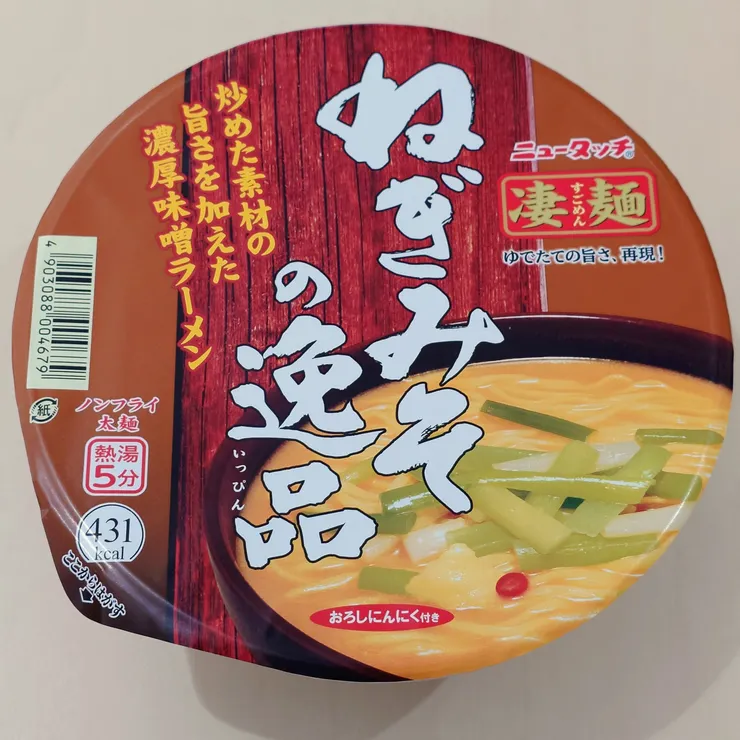 炒めた素材の
旨さを加えた
濃厚味噌ラーメン
ねぎみそ
の逸品
いっぴん
ニュータッチ®
凄麺
すごめん
ゆでたての旨さ、再現!
4 903088 004679
紙
ノンフライ
太麺
熱湯
5分
431
kcal
ここからはがす
おろしにんにく付き